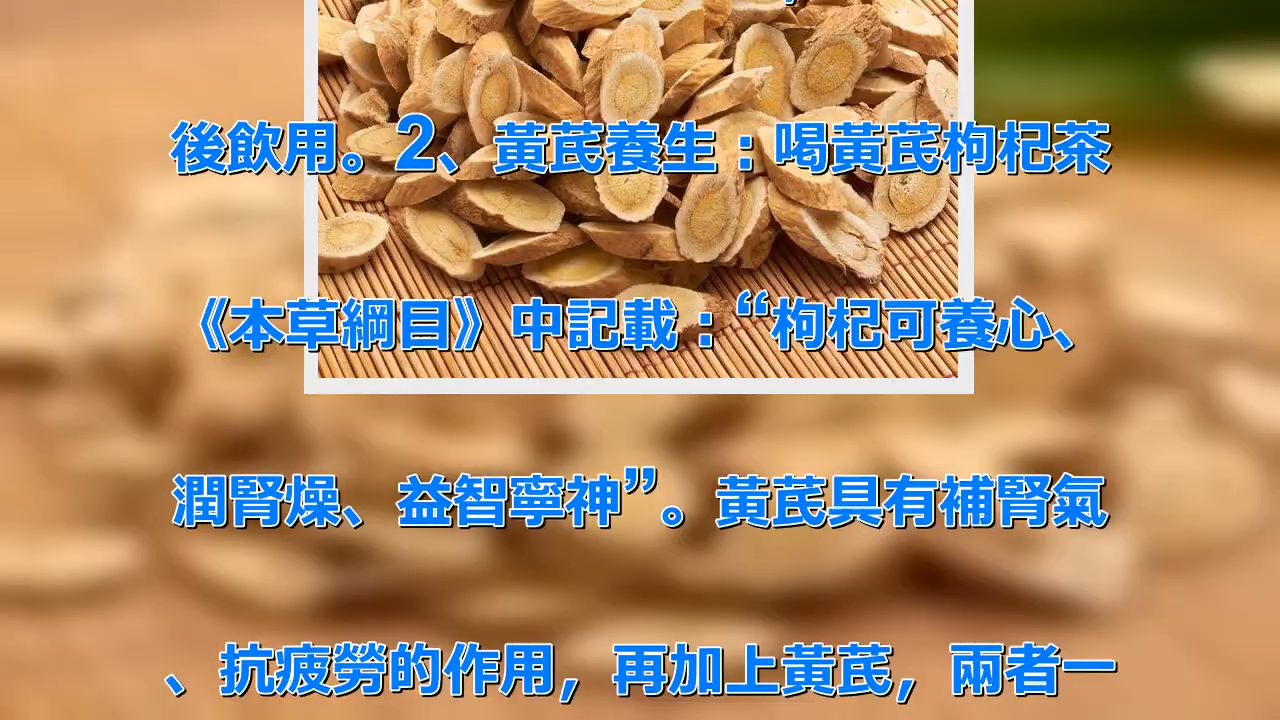 後飲用。2、黃芪養生：喝黃芪枸杞茶
《本草綱目》中記載：“枸杞可養心、
潤腎燥、益智寧神”。黃芪具有補腎氣
、抗疲勞的作用，再加上黃芪，兩者一